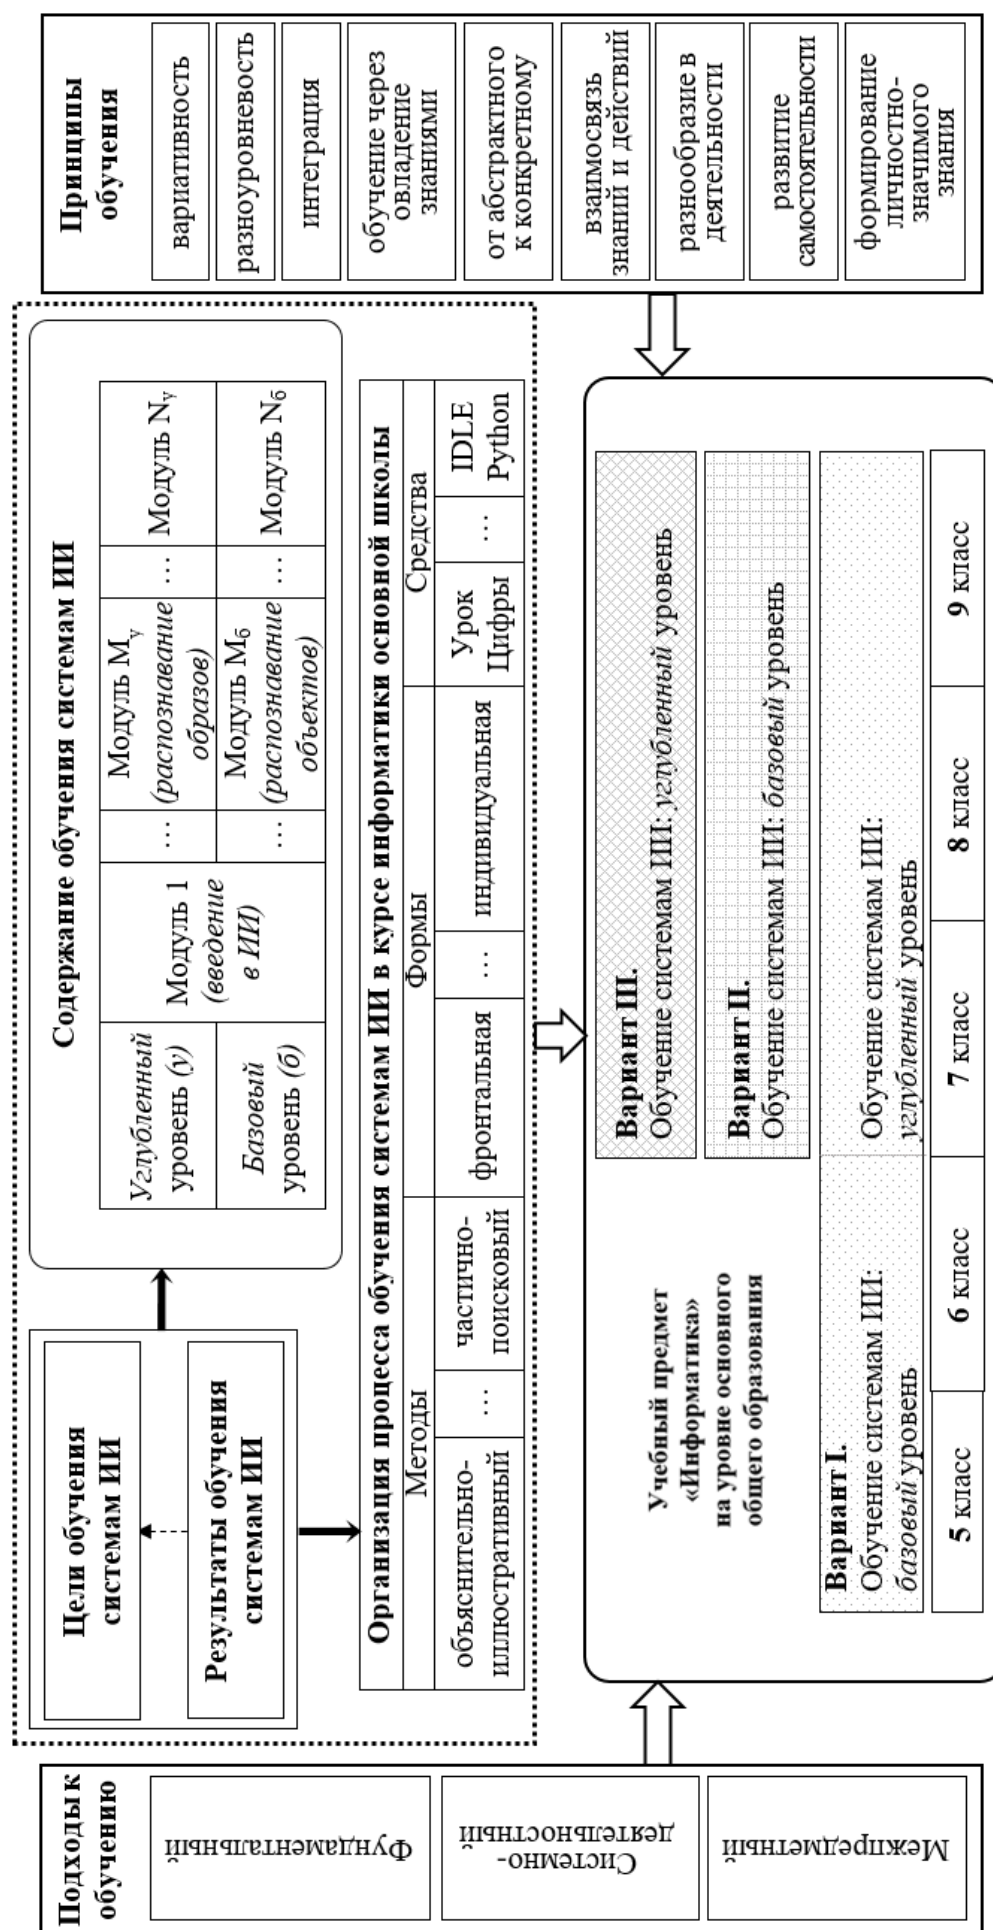 Подходы к
обучению
Фундаментальный
Системно-
деятельностный
Межпредметный
Цели обучения
системам ИИ
Результаты обучения
системам ИИ
Содержание обучения системам ИИ
Углубленный
уровень (у)
Базовый
уровень (б)
Модуль 1
(введение
в ИИ)
…
…
Модуль Mу
(распознавание
образов)
Модуль Mб
(распознавание
объектов)
…
…
Модуль Nу
Модуль Nб
Организация процесса обучения системам ИИ в курсе информатики основной школы
Методы
Формы
Средства
объяснительно-
иллюстративный
…
частично-
поисковый
фронтальная
…
индивидуальная
Урок
Цифры
…
IDLE
Python
Учебный предмет
«Информатика»
на уровне основного
общего образования
Вариант III.
Обучение системам ИИ: углубленный уровень
Вариант II.
Обучение системам ИИ: базовый уровень
Вариант I.
Обучение системам ИИ:
базовый уровень
Обучение системам ИИ:
углубленный уровень
5 класс
6 класс
7 класс
8 класс
9 класс
Принципы
обучения
вариативность
разноуровневость
интеграция
обучение через
овладение
знаниями
от абстрактного
к конкретному
взаимосвязь
знаний и действий
разнообразие в
деятельности
развитие
самостоятельности
формирование
личностно-
значимого
знания